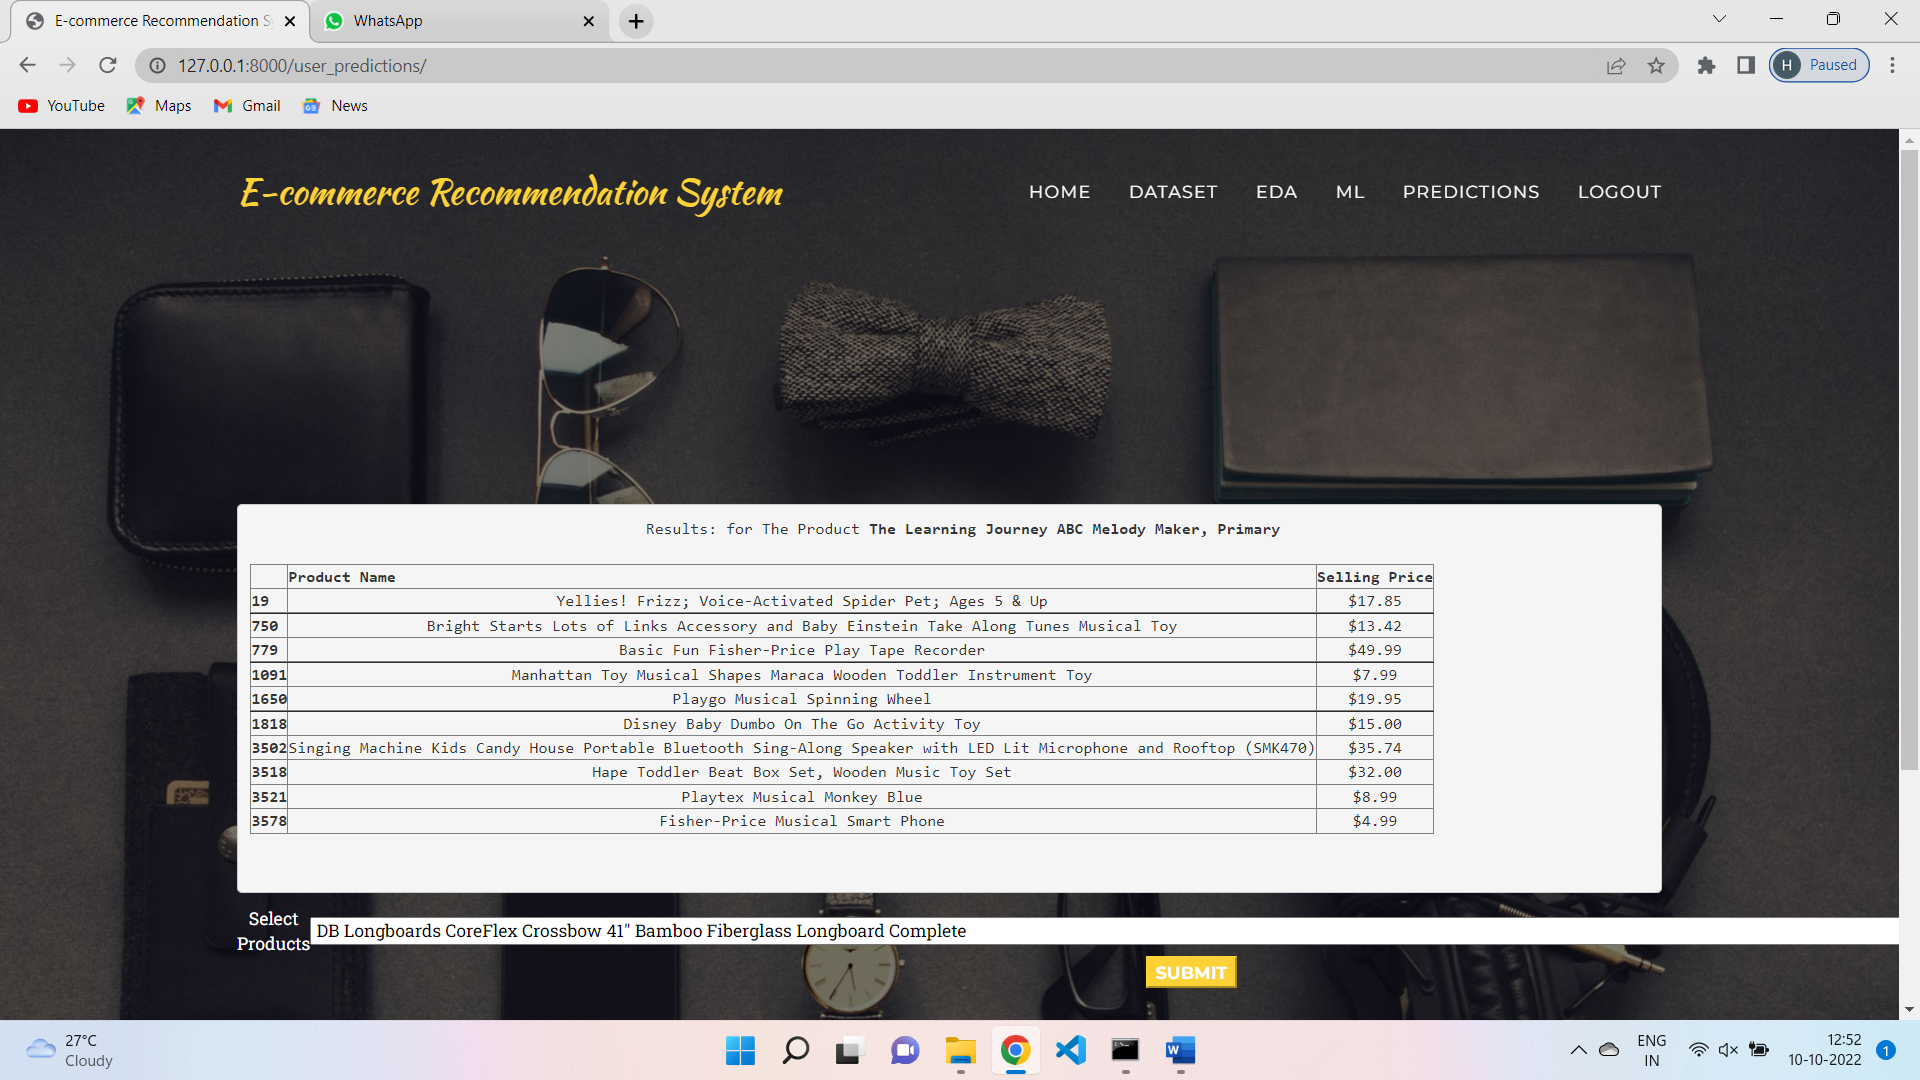 E-commerce Recommendation S
WhatsApp
127.0.0.1:8000/user_predictions/
H Paused
YouTube Maps Gmail News
E-commerce Recommendation System
HOME DATASET EDA ML PREDICTIONS LOGOUT
Results: for The Product The Learning Journey ABC Melody Maker, Primary
Product Name Selling Price
19 Yellies! Frizz; Voice-Activated Spider Pet; Ages 5 & Up $17.85
750 Bright Starts Lots of Links Accessory and Baby Einstein Take Along Tunes Musical Toy $13.42
779 Basic Fun Fisher-Price Play Tape Recorder $49.99
1091 Manhattan Toy Musical Shapes Maraca Wooden Toddler Instrument Toy $7.99
1650 Playgo Musical Spinning Wheel $19.95
1818 Disney Baby Dumbo On The Go Activity Toy $15.00
3502 Singing Machine Kids Candy House Portable Bluetooth Sing-Along Speaker with LED Lit Microphone and Rooftop (SMK470) $35.74
3518 Hape Toddler Beat Box Set, Wooden Music Toy Set $32.00
3521 Playtex Musical Monkey Blue $8.99
3578 Fisher-Price Musical Smart Phone $4.99
Select
Products
DB Longboards CoreFlex Crossbow 41" Bamboo Fiberglass Longboard Complete
SUBMIT
27°C
Cloudy
ENG
IN
12:52
10-10-2022
1